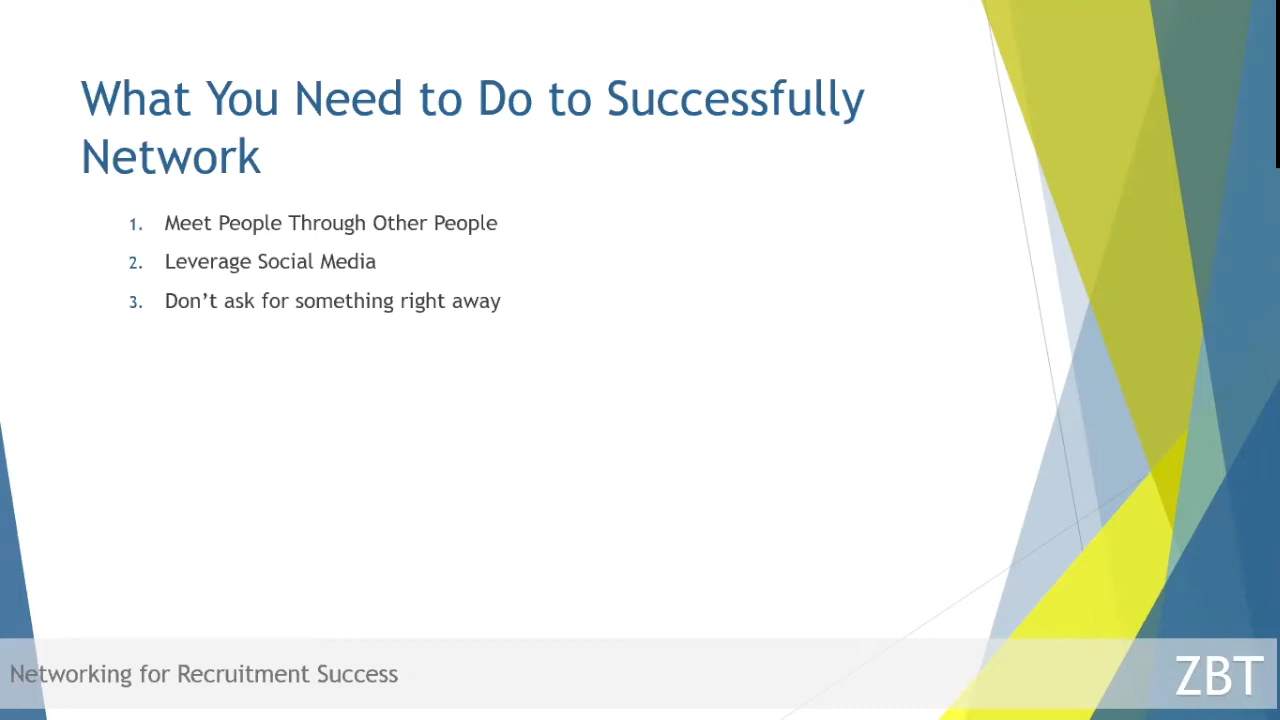 What You Need to Do to Successfully
Network
1. Meet People Through Other People
2. Leverage Social Media
3. Don’t ask for something right away
Networking for Recruitment Success
ZBT